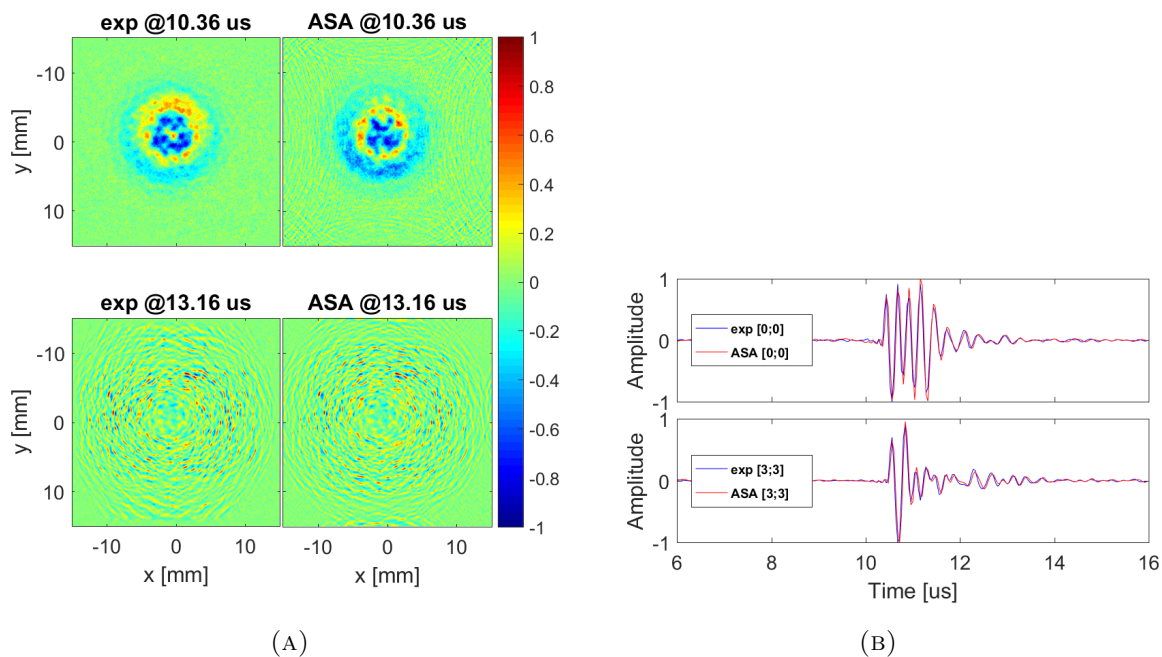 exp @10.36 us
ASA @10.36 us
y [mm]
-10
0
10
exp @13.16 us
ASA @13.16 us
y [mm]
-10
0
10
-10
0
10
-10
0
10
x [mm]
x [mm]
1
0.8
0.6
0.4
0.2
0
-0.2
-0.4
-0.6
-0.8
-1
(A)
Amplitude
1
0
-1
exp [0;0]
ASA [0;0]
Amplitude
1
0
-1
exp [3;3]
ASA [3;3]
6
8
10
12
14
16
Time [us]
(B)